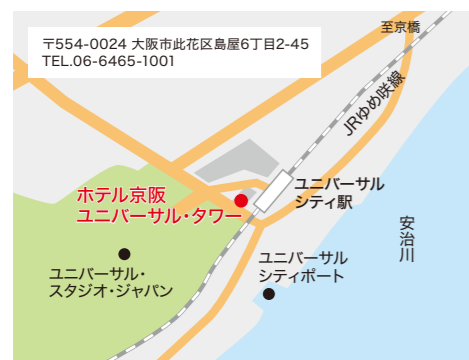 〒554-0024 大阪市此花区島屋6丁目2-45
TEL.06-6465-1001
至京橋
JRゆめ咲線
ホテル京阪
ユニバーサル・タワー
ユニバーサル
シティ駅
安治川
ユニバーサル・
スタジオ・ジャパン
ユニバーサル
シティポート